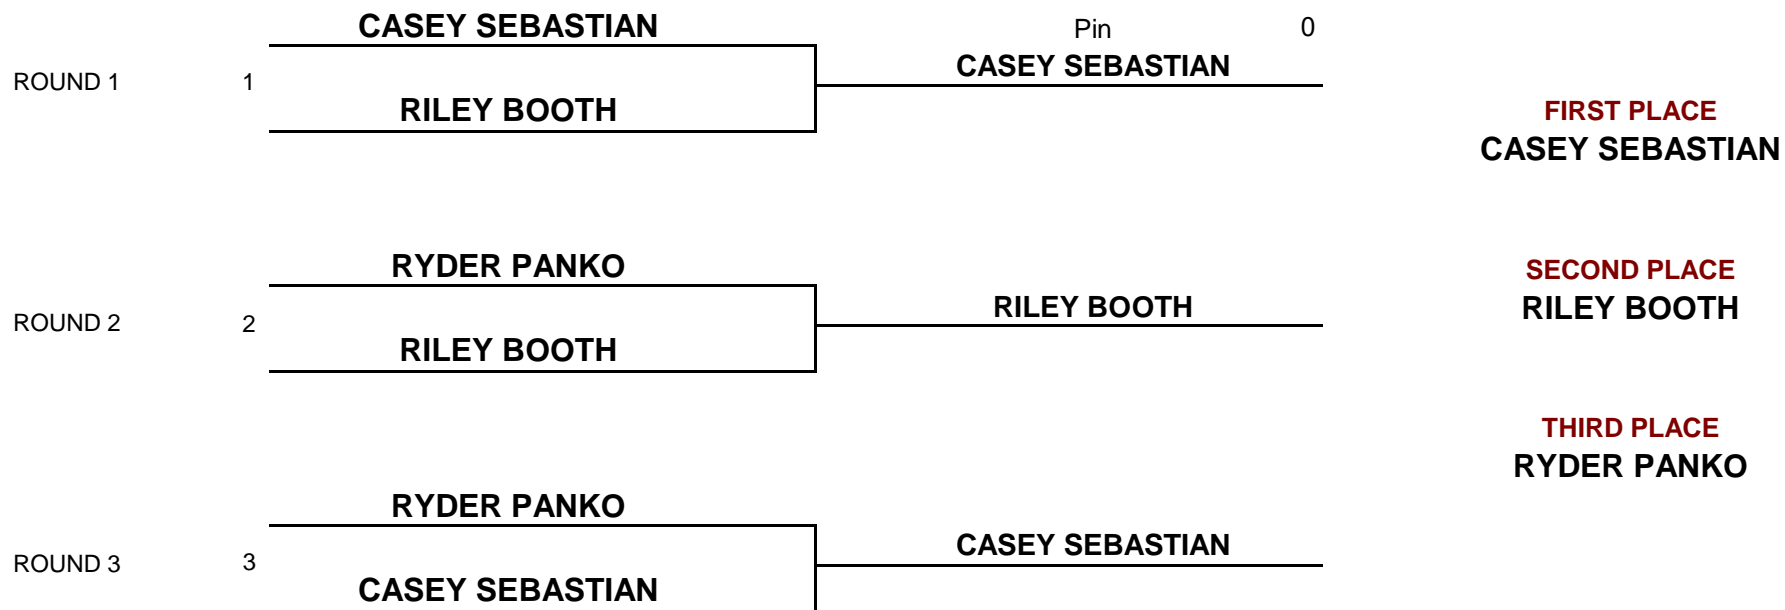 CASEY SEBASTIAN
Pin 0
ROUND 1 1 CASEY SEBASTIAN
RILEY BOOTH
FIRST PLACE
CASEY SEBASTIAN
RYDER PANKO
SECOND PLACE
ROUND 2 2 RILEY BOOTH
RILEY BOOTH
RILEY BOOTH
THIRD PLACE
RYDER PANKO
RYDER PANKO
ROUND 3 3 CASEY SEBASTIAN
CASEY SEBASTIAN